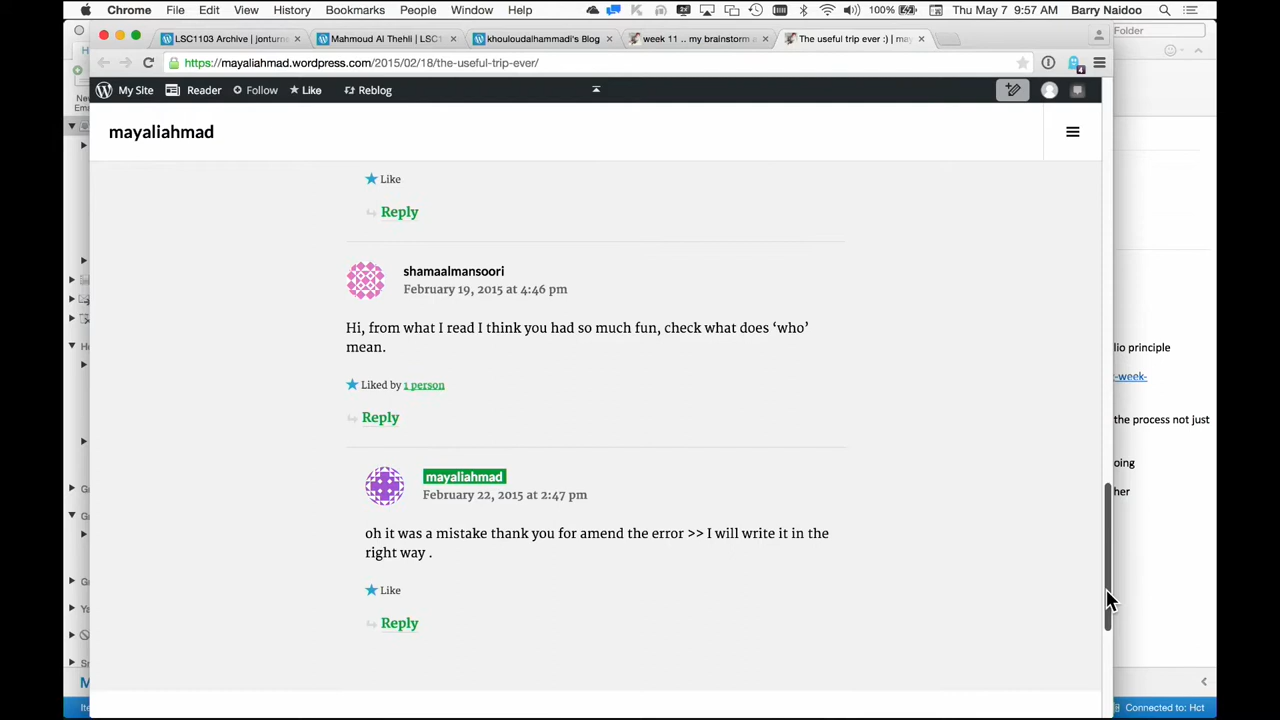 Chrome File Edit View History Bookmarks People Window Help 100% Thu May 7 9:57 AM Barry Naidoo
LSC1103 Archive | jonturne
Mahmoud Al Thehli | LSC1
khouloudalhammadi's Blog
week 11 .. my brainstorm a
The useful trip ever :) | may
Folder
https://mayaliahmad.wordpress.com/2015/02/18/the-useful-trip-ever/
4
My Site Reader Follow Like Reblog
mayaliahmad
Like
Reply
shamaalmansoori
February 19, 2015 at 4:46 pm
Hi, from what I read I think you had so much fun, check what does ‘who’
mean.
Liked by 1 person
Reply
mayaliahmad
February 22, 2015 at 2:47 pm
oh it was a mistake thank you for amend the error >> I will write it in the
right way .
Like
Reply
lio principle
-week-
the process not just
oing
her
Connected to: Hct